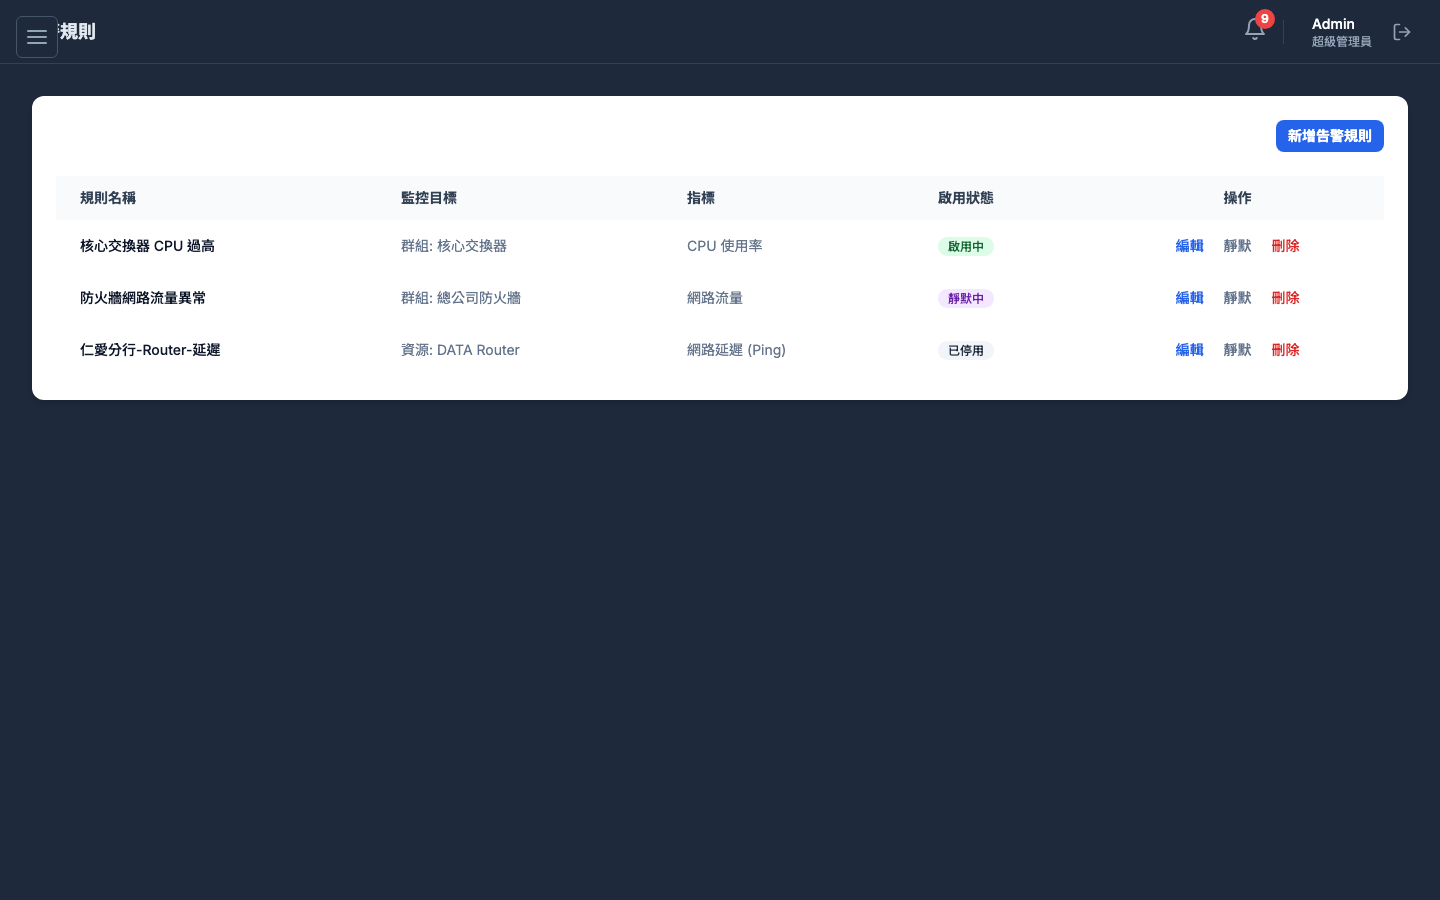 規則
9
Admin
超級管理員
新增告警規則
規則名稱 監控目標 指標 啟用狀態 操作
核心交換器 CPU 過高 群組: 核心交換器 CPU 使用率 啟用中 編輯 靜默 刪除
防火牆網路流量異常 群組: 總公司防火牆 網路流量 靜默中 編輯 靜默 刪除
仁愛分行-Router-延遲 資源: DATA Router 網路延遲 (Ping) 已停用 編輯 靜默 刪除